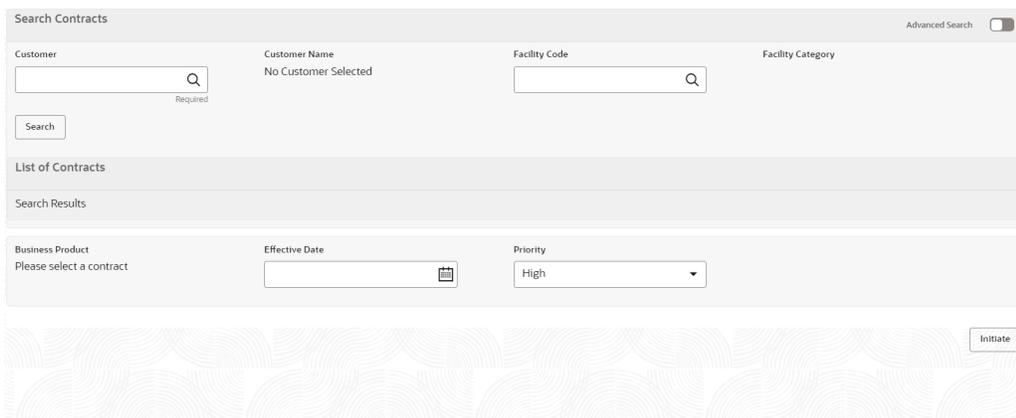 Search Contracts
Advanced Search
Customer
Customer Name
Facility Code
Facility Category
No Customer Selected
Required
Search
List of Contracts
Search Results
Business Product
Effective Date
Priority
Please select a contract
High
Initiate